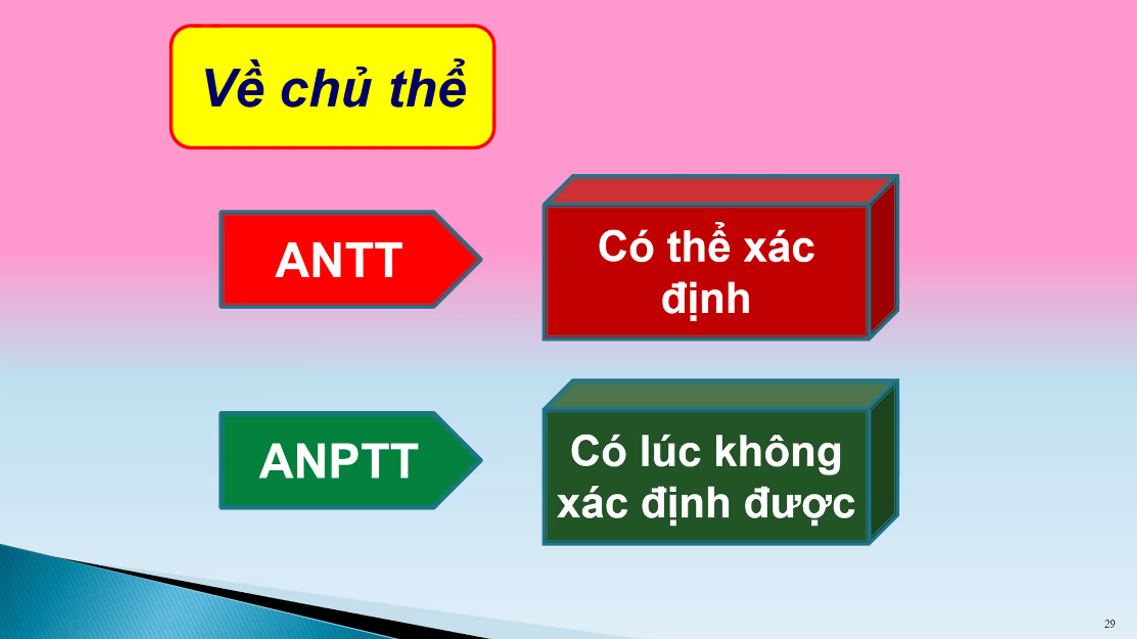 Về chủ thể
ANTT
Có thể xác
định
ANPTT
Có lúc không
xác định được
29